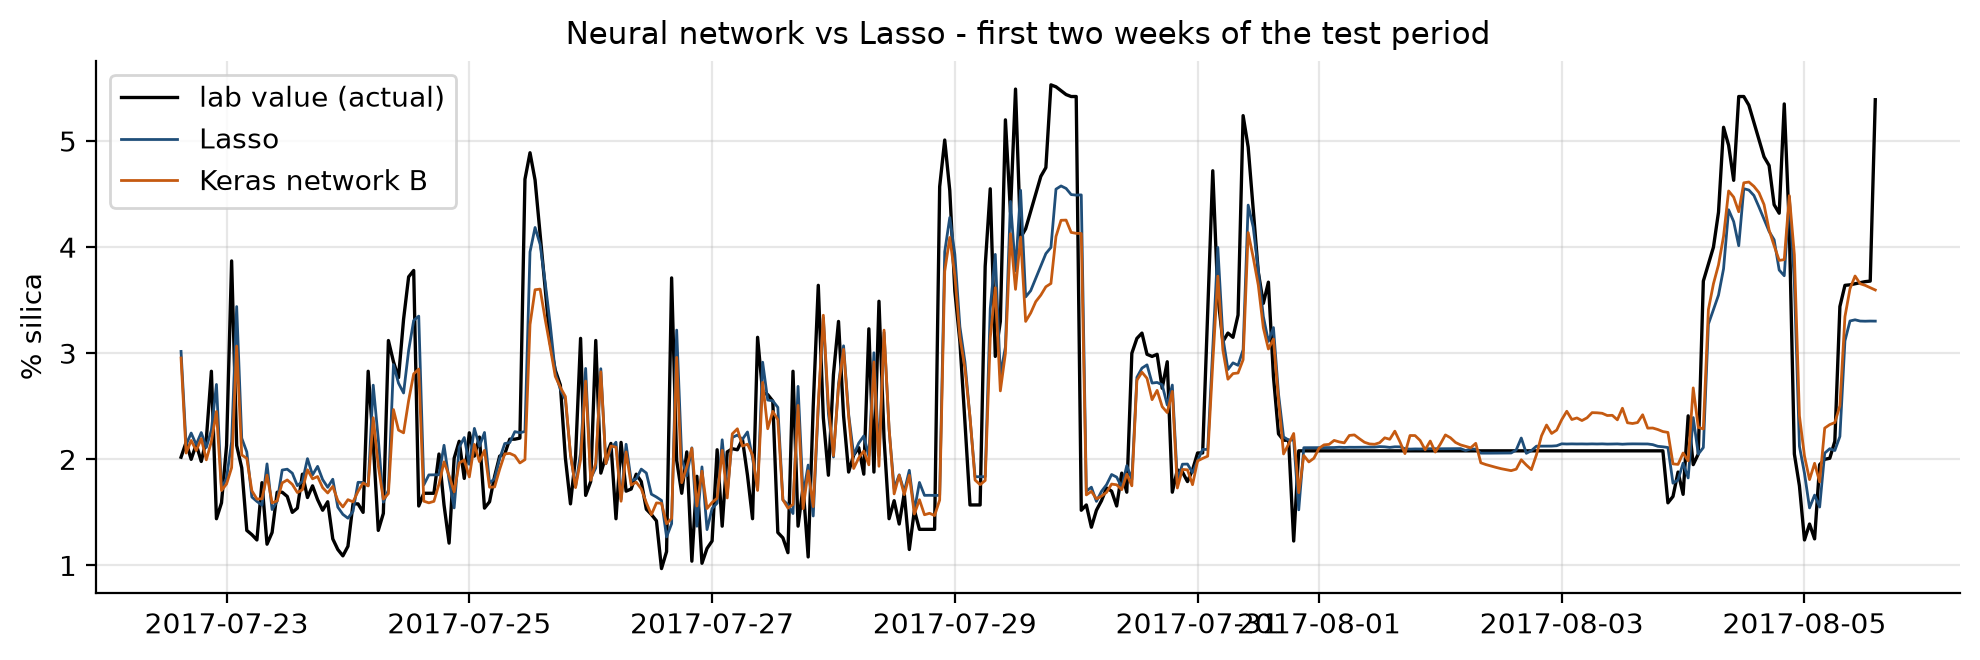 Neural network vs Lasso - first two weeks of the test period
lab value (actual)
Lasso
Keras network B
% silica
5
4
3
2
1
2017-07-23
2017-07-25
2017-07-27
2017-07-29
2017-07-31
2017-08-01
2017-08-03
2017-08-05